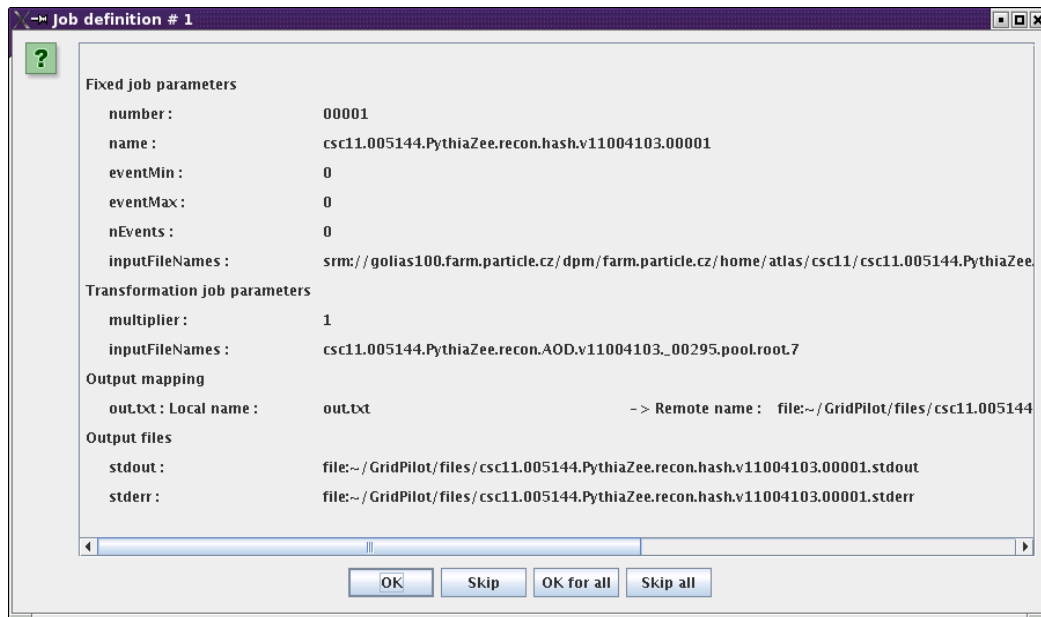 Job definition # 1
?
Fixed job parameters
number : 00001
name : csc11.005144.PythiaZee.recon.hash.v11004103.00001
eventMin : 0
eventMax : 0
nEvents : 0
inputFileNames : srm://golias100.farm.particle.cz/dpm/farm.particle.cz/home/atlas/csc11/csc11.005144.PythiaZee.
Transformation job parameters
multiplier : 1
inputFileNames : csc11.005144.PythiaZee.recon.AOD.v11004103._00295.pool.root.7
Output mapping
out.txt : Local name : out.txt -> Remote name : file:~/GridPilot/files/csc11.005144
Output files
stdout : file:~/GridPilot/files/csc11.005144.PythiaZee.recon.hash.v11004103.00001.stdout
stderr : file:~/GridPilot/files/csc11.005144.PythiaZee.recon.hash.v11004103.00001.stderr
OK Skip OK for all Skip all